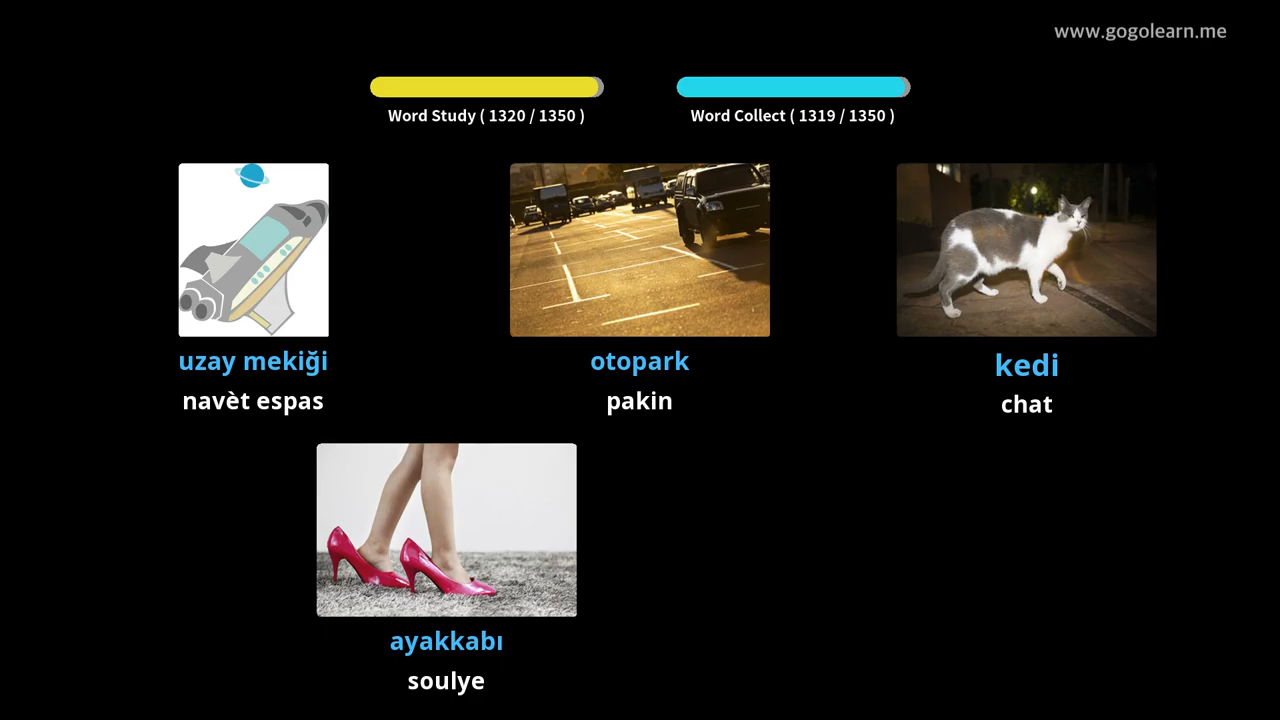 www.gogolearn.me
Word Study ( 1320 / 1350 )
Word Collect ( 1319 / 1350 )
uzay mekiği
navèt espas
otopark
pakin
kedi
chat
ayakkabı
soulye